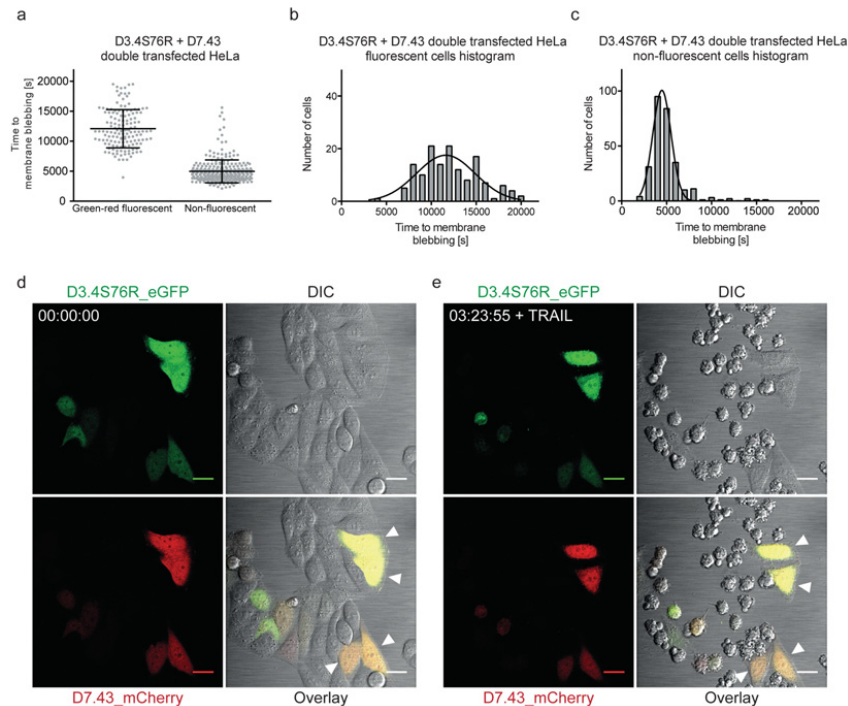 a
D3.4S76R + D7.43
double transfected HeLa
Time to
membrane blebbing [s]
20000
15000
10000
5000
0
Green-red fluorescent
Non-fluorescent
b
D3.4S76R + D7.43 double transfected HeLa
fluorescent cells histogram
Number of cells
40
20
0
0
5000
10000
15000
20000
Time to membrane
blebbing [s]
c
D3.4S76R + D7.43 double transfected HeLa
non-fluorescent cells histogram
Number of cells
100
50
0
0
5000
10000
15000
20000
Time to membrane
blebbing [s]
d
D3.4S76R_eGFP
DIC
00:00:00
D7.43_mCherry
Overlay
e
D3.4S76R_eGFP
DIC
03:23:55 + TRAIL
D7.43_mCherry
Overlay